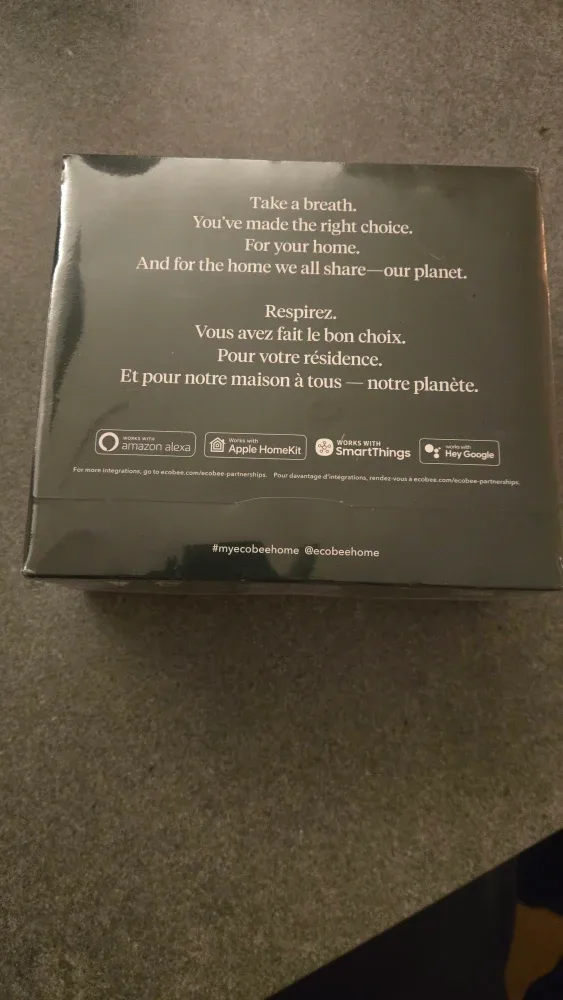 Take a breath.
You've made the right choice.
For your home.
And for the home we all share—our planet.
Respirez.
Vous avez fait le bon choix.
Pour votre résidence.
Et pour notre maison à tous — notre planète.
WORKS WITH amazon alexa
Works with Apple HomeKit
WORKS WITH SmartThings
works with Hey Google
For more integrations, go to ecobee.com/ecobee-partnerships. Pour davantage d'intégrations, rendez-vous a ecobee.com/ecobee-partnerships.
#myecobeehome @ecobeehome